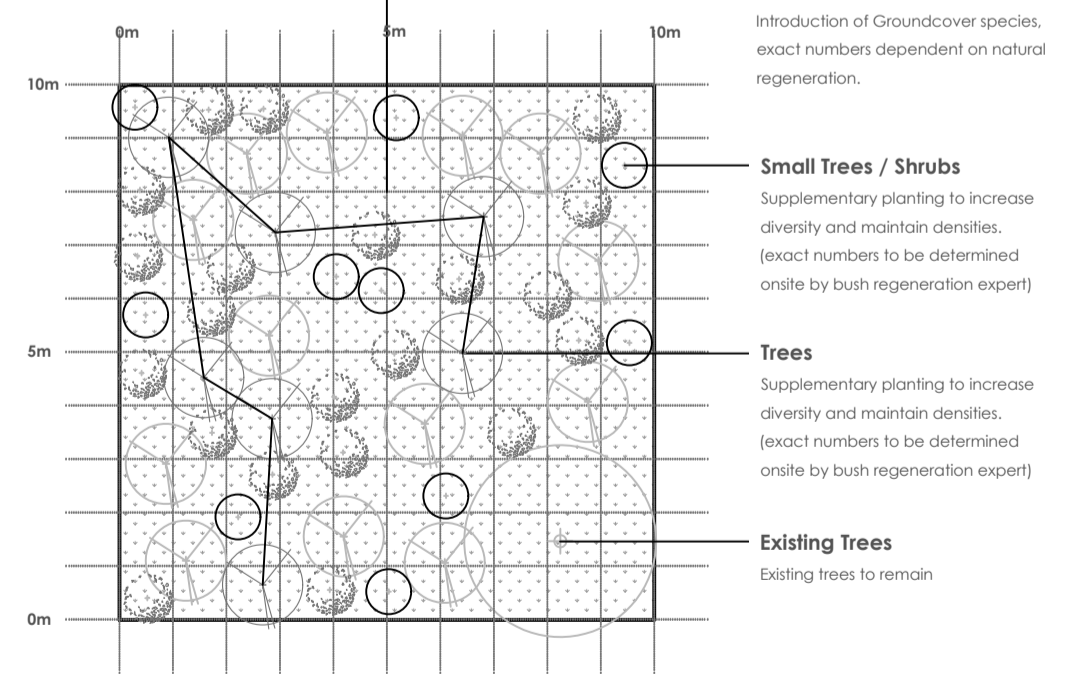 0m
5m
10m
10m
5m
0m
Introduction of Groundcover species,
exact numbers dependent on natural
regeneration.
Small Trees / Shrubs
Supplementary planting to increase
diversity and maintain densities.
(exact numbers to be determined
onsite by bush regeneration expert)
Trees
Supplementary planting to increase
diversity and maintain densities.
(exact numbers to be determined
onsite by bush regeneration expert)
Existing Trees
Existing trees to remain